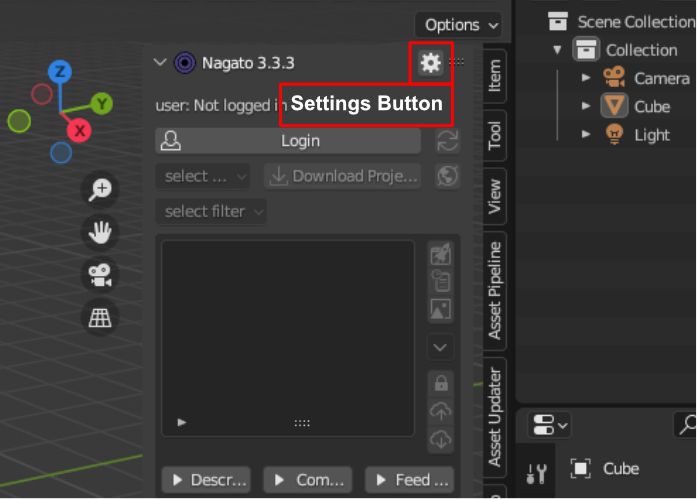 Options
Scene Collection
Nagato 3.3.3
Collection
Z
Item
Camera
user: Not logged in
Settings Button
Y
Cube
X
Login
Tool
Light
select ...
Download Proje...
View
select filter
Asset Pipeline
Asset Updater
Descr...
Com...
Feed ...
Cube